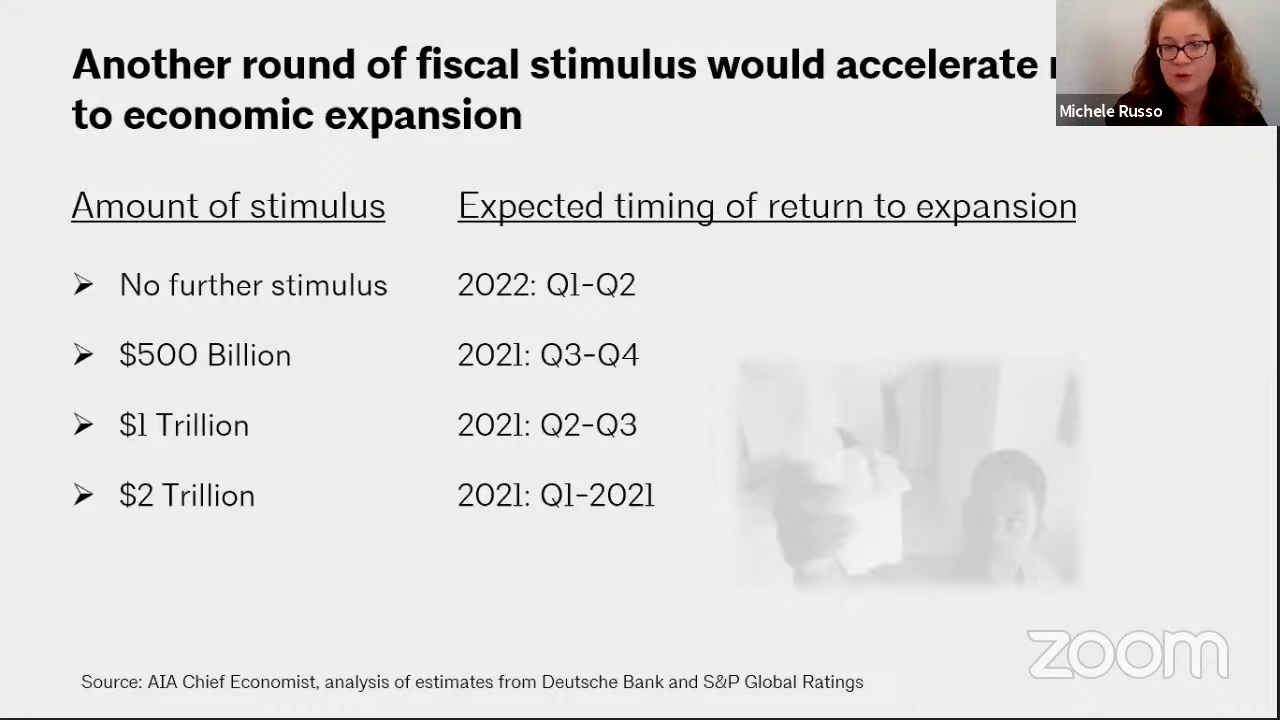 Another round of fiscal stimulus would accelerate
to economic expansion
Michele Russo
Amount of stimulus Expected timing of return to expansion
➢ No further stimulus 2022: Q1-Q2
➢ $500 Billion 2021: Q3-Q4
➢ $1 Trillion 2021: Q2-Q3
➢ $2 Trillion 2021: Q1-2021
zoom
Source: AIA Chief Economist, analysis of estimates from Deutsche Bank and S&P Global Ratings